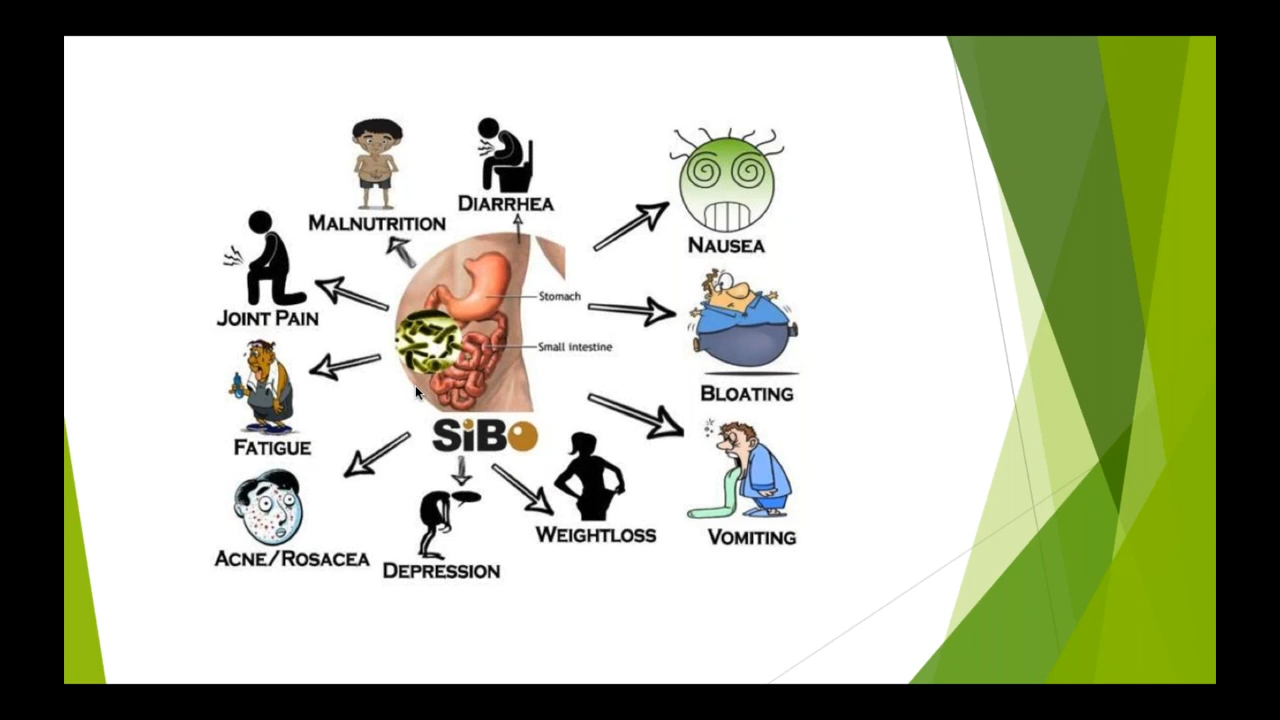 DIARRHEA
MALNUTRITION
NAUSEA
Stomach
JOINT PAIN
Small intestine
BLOATING
SiBO
FATIGUE
WEIGHTLOSS
VOMITING
ACNE/ROSACEA
DEPRESSION